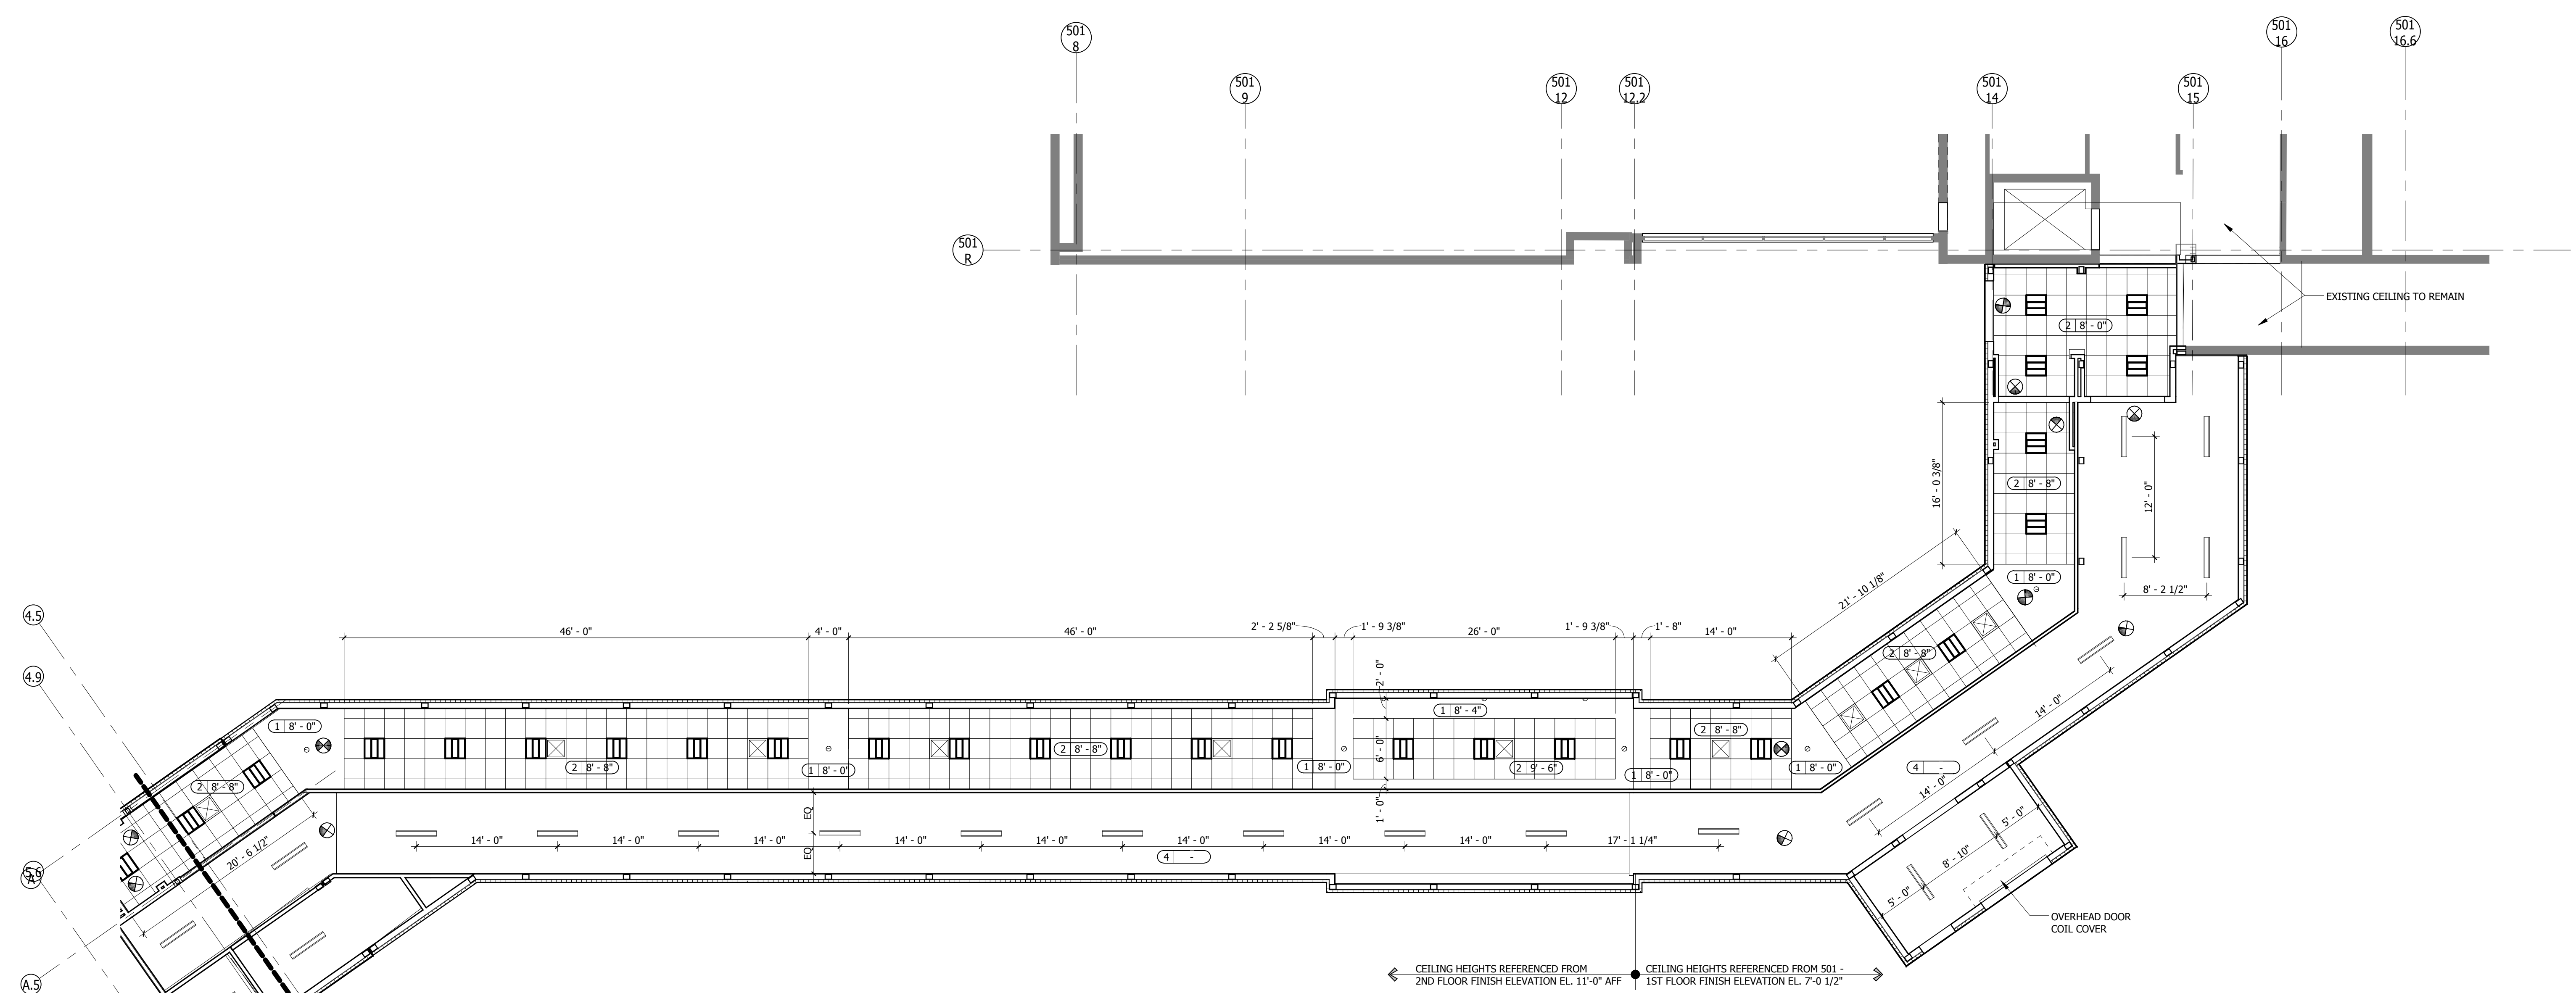 501
8
501
9
501
12
501
12.2
501
14
501
15
501
16
501
16.6
501
R
EXISTING CEILING TO REMAIN
2 8' - 0"
16' - 0 3/8"
2 8' - 8"
12' - 0"
1 8' - 0"
8' - 2 1/2"
21' - 10 1/8"
2 8' - 8"
14' - 0"
4 -
14' - 0"
4.5
4.9
5.6
A
A.5
46' - 0"
4' - 0"
46' - 0"
2' - 2 5/8"
1' - 9 3/8"
26' - 0"
1' - 9 3/8"
1' - 8"
14' - 0"
2' - 0"
6' - 0"
1' - 0"
1 8' - 0"
2 8' - 8"
2 8' - 8"
1 8' - 0"
2 8' - 8"
1 8' - 0"
1 8' - 4"
2 9' - 6"
1 8' - 0"
2 8' - 8"
1 8' - 0"
20' - 6 1/2"
EQ
EQ
14' - 0"
14' - 0"
14' - 0"
14' - 0"
14' - 0"
14' - 0"
14' - 0"
14' - 0"
17' - 1 1/4"
4 -
5' - 0"
8' - 10"
5' - 0"
OVERHEAD DOOR
COIL COVER
CEILING HEIGHTS REFERENCED FROM
2ND FLOOR FINISH ELEVATION EL. 11'-0" AFF
CEILING HEIGHTS REFERENCED FROM 501 -
1ST FLOOR FINISH ELEVATION EL. 7'-0 1/2"